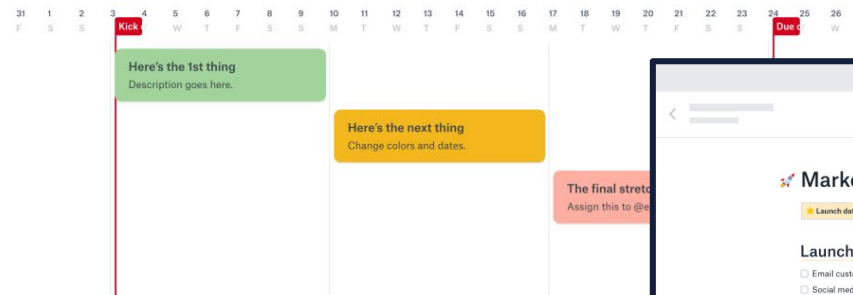 31 1 2 3 4 5 6 7 8 9 10 11 12 13 14 15 16 17 18 19 20 21 22 23 24 25 26
F S S M T W T F S S M T W T F S S M T W T F S S M T W
Kick
Due
Here's the 1st thing
Description goes here.
Here's the next thing
Change colors and dates.
The final stretc
Assign this to @e
Marke
Launch dat
Launch
Email custo
Social med